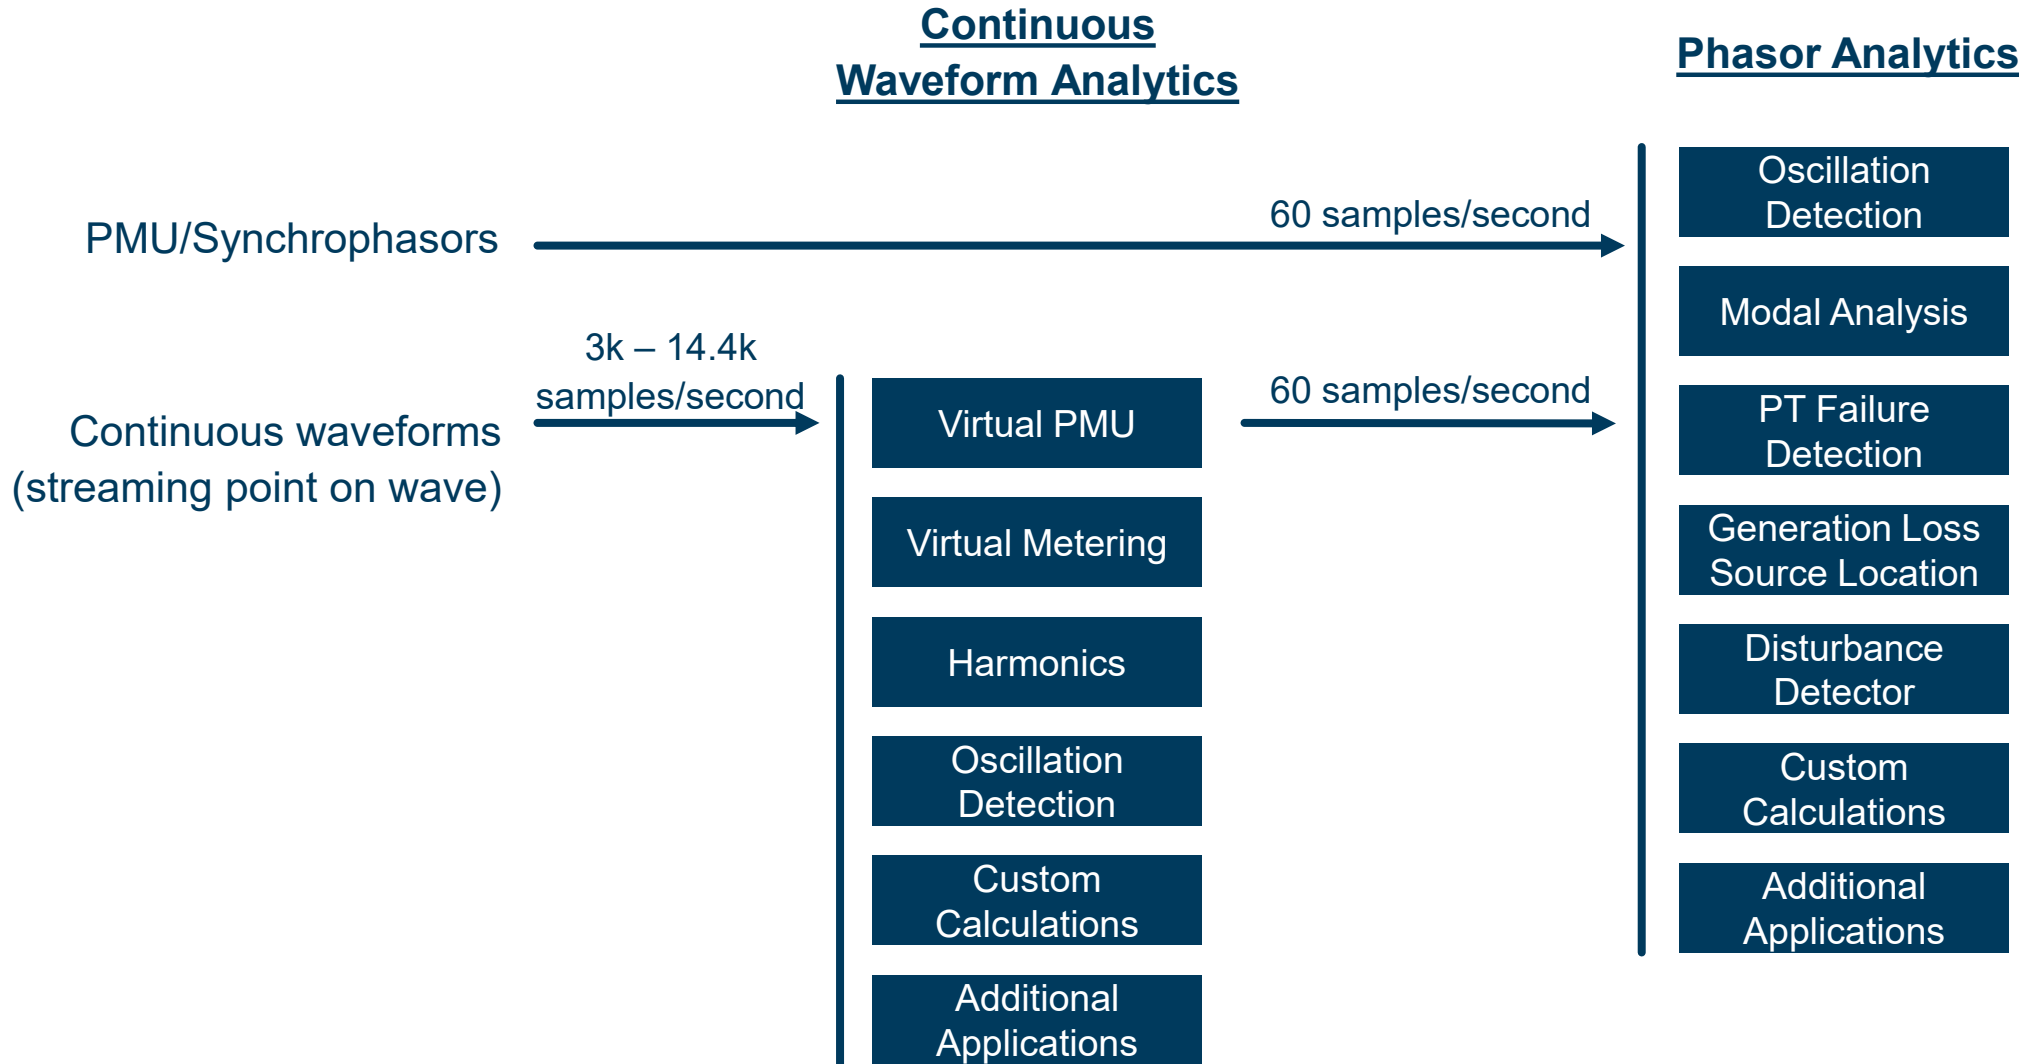 Continuous
Waveform Analytics
Phasor Analytics
PMU/Synchrophasors
60 samples/second
Continuous waveforms
(streaming point on wave)
3k – 14.4k
samples/second
Virtual PMU
Virtual Metering
Harmonics
Oscillation
Detection
Custom
Calculations
Additional
Applications
60 samples/second
Oscillation
Detection
Modal Analysis
PT Failure
Detection
Generation Loss
Source Location
Disturbance
Detector
Custom
Calculations
Additional
Applications